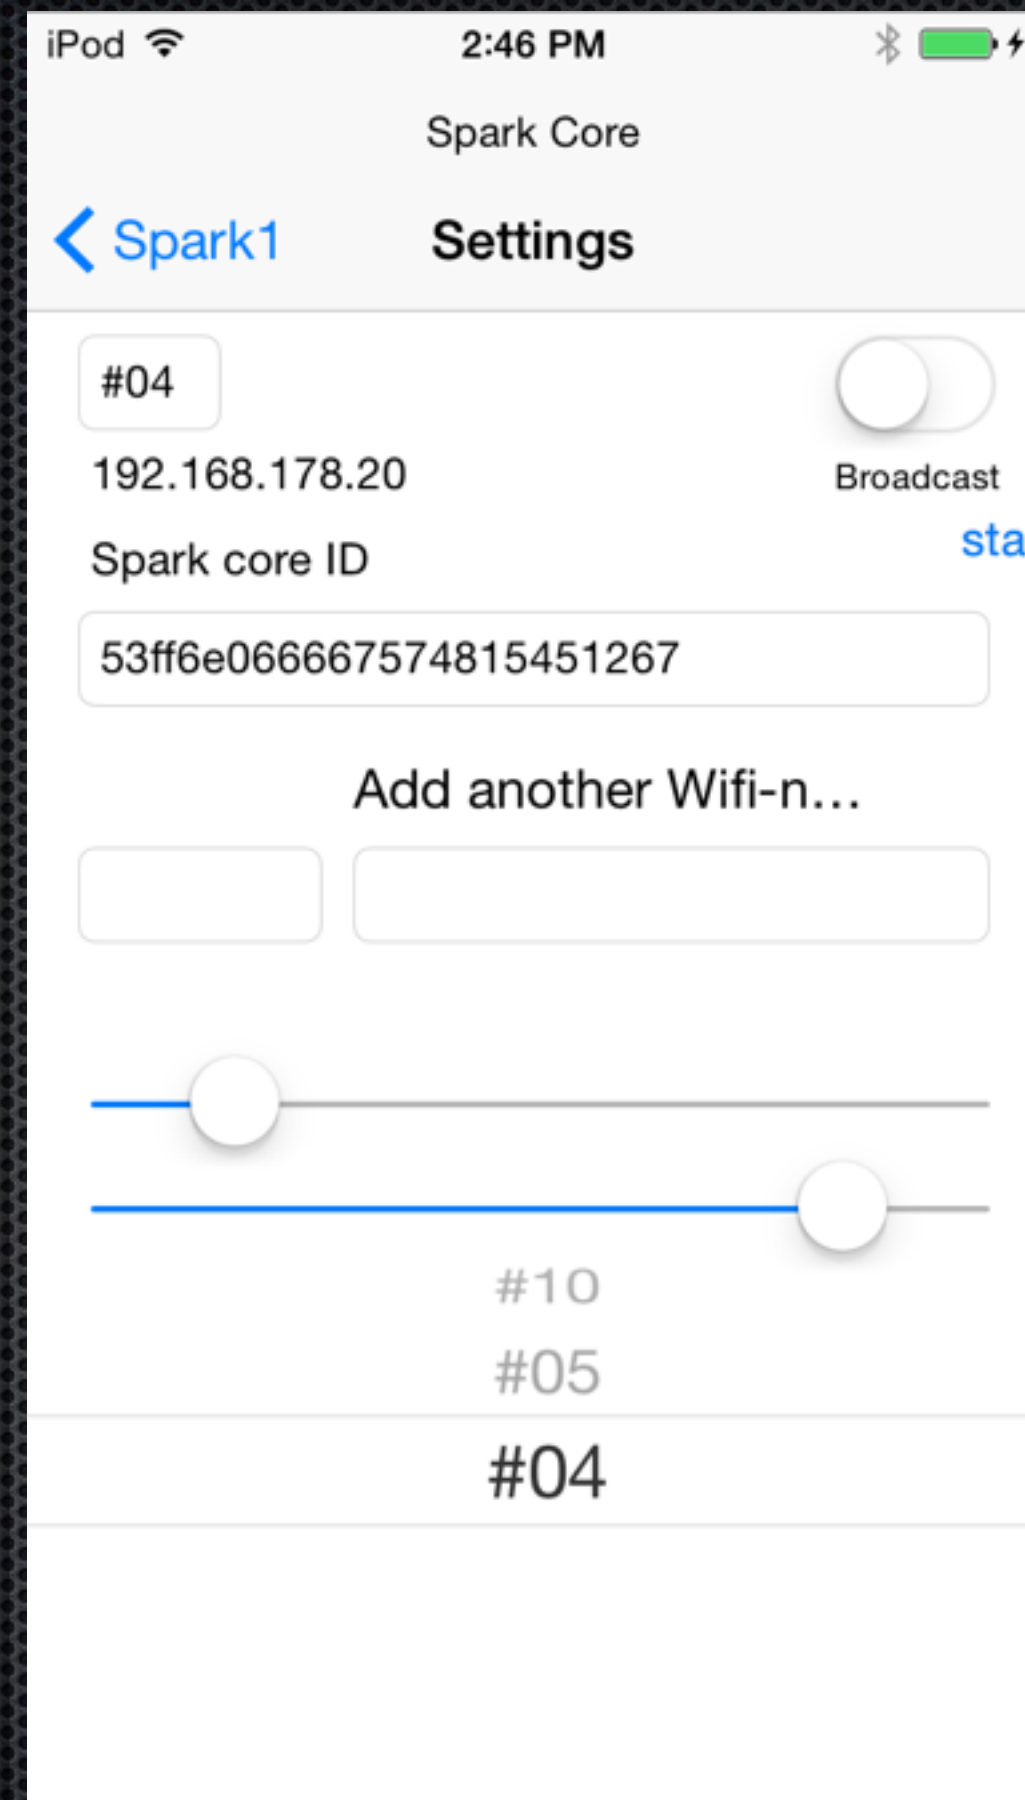 iPod 2:46 PM
Spark Core
Spark1 Settings
#04
192.168.178.20
Broadcast
sta
Spark core ID
53ff6e066667574815451267
Add another Wifi-n...
#10
#05
#04